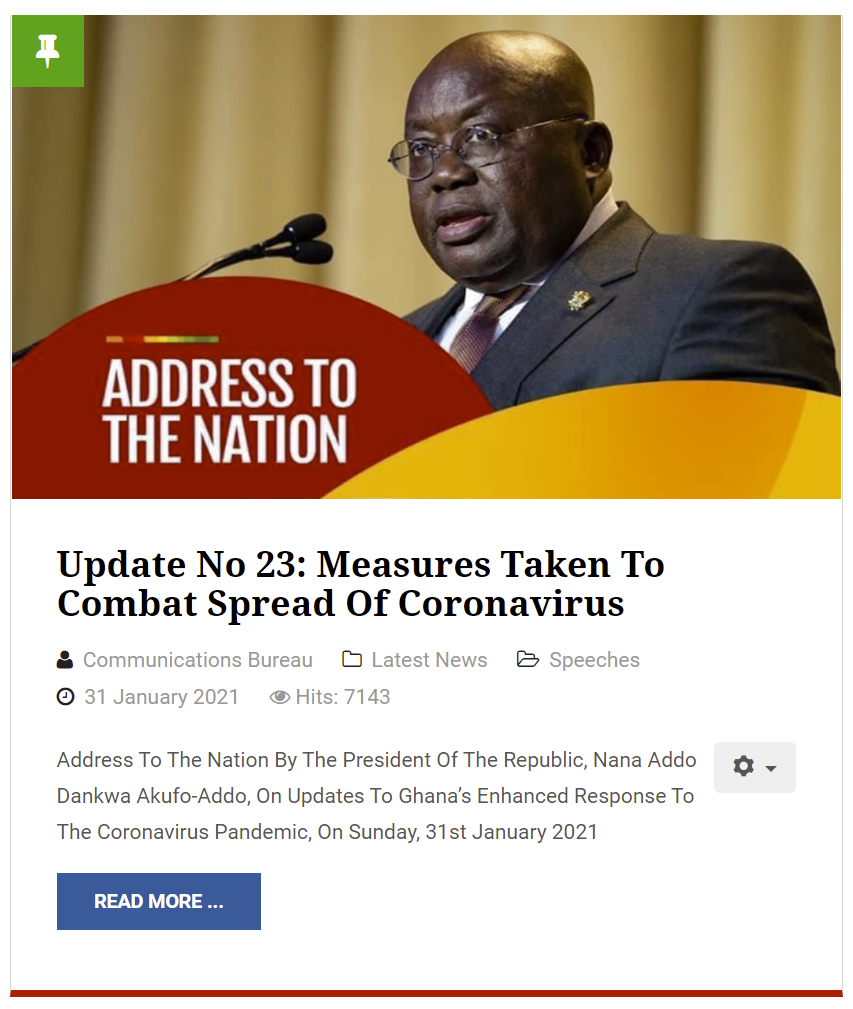 ADDRESS TO
THE NATION
Update No 23: Measures Taken To
Combat Spread Of Coronavirus
Communications Bureau Latest News Speeches
31 January 2021 Hits: 7143
Address To The Nation By The President Of The Republic, Nana Addo
Dankwa Akufo-Addo, On Updates To Ghana’s Enhanced Response To
The Coronavirus Pandemic, On Sunday, 31st January 2021
READ MORE ...